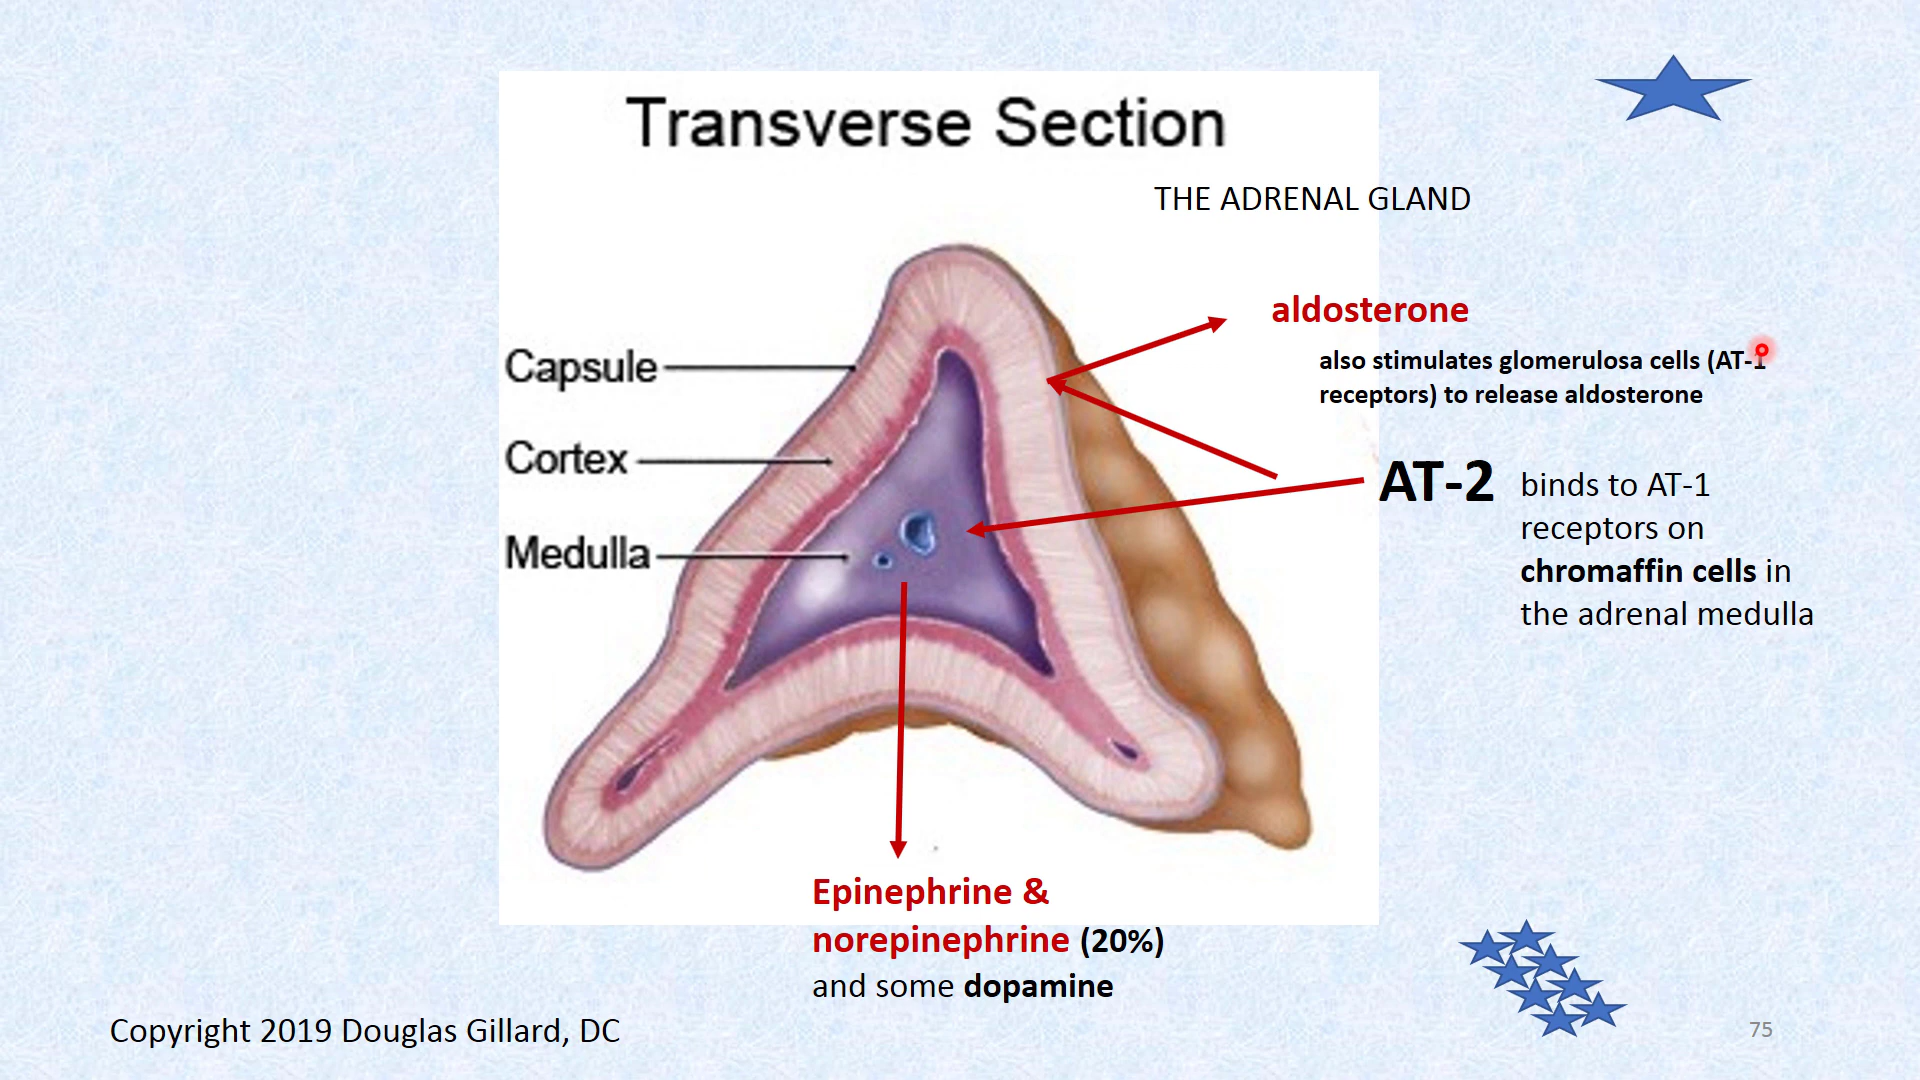 Transverse Section
THE ADRENAL GLAND
aldosterone
also stimulates glomerulosa cells (AT-1
receptors) to release aldosterone
Capsule
Cortex
Medulla
AT-2
binds to AT-1
receptors on
chromaffin cells in
the adrenal medulla
Epinephrine &
norepinephrine (20%)
and some dopamine
Copyright 2019 Douglas Gillard, DC
75